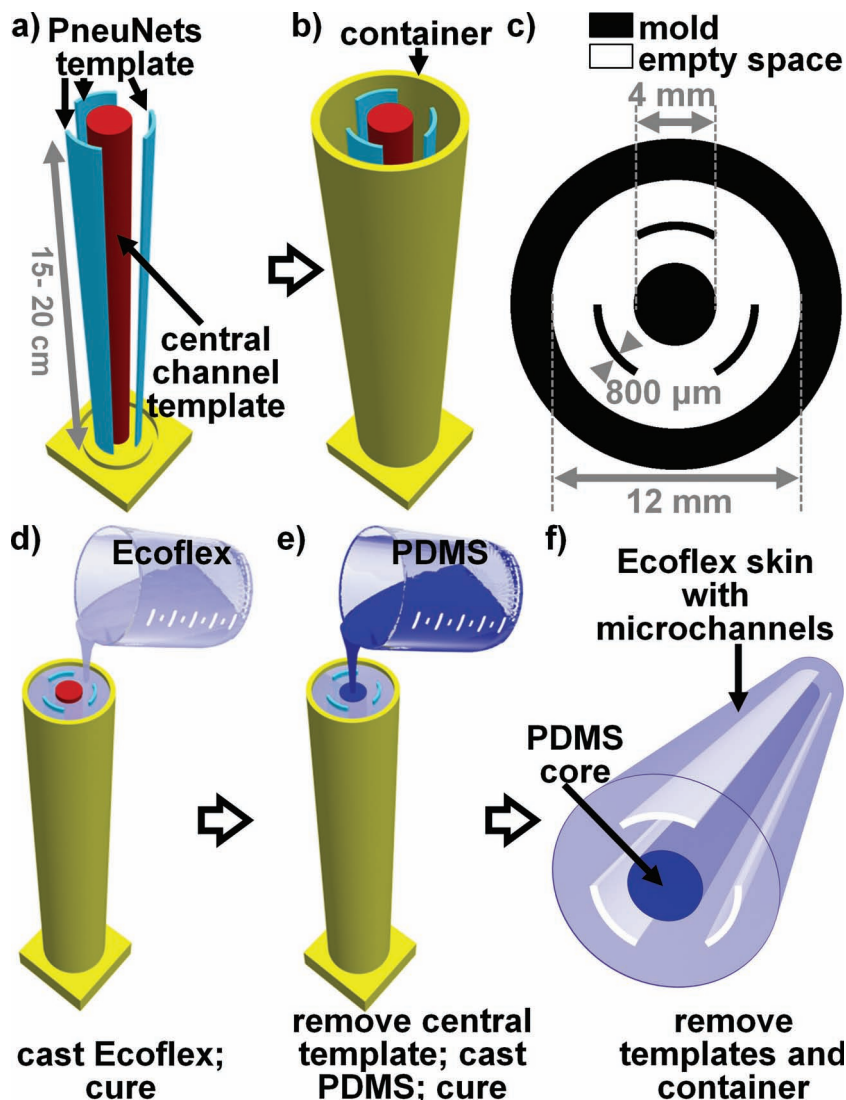 a)
PneuNets
template
15- 20 cm
central
channel
template
b)
container
c)
mold
empty space
4 mm
800 µm
12 mm
d)
Ecoflex
cast Ecoflex;
cure
e)
PDMS
remove central
template; cast
PDMS; cure
f)
Ecoflex skin
with
microchannels
PDMS
core
remove
templates and
container